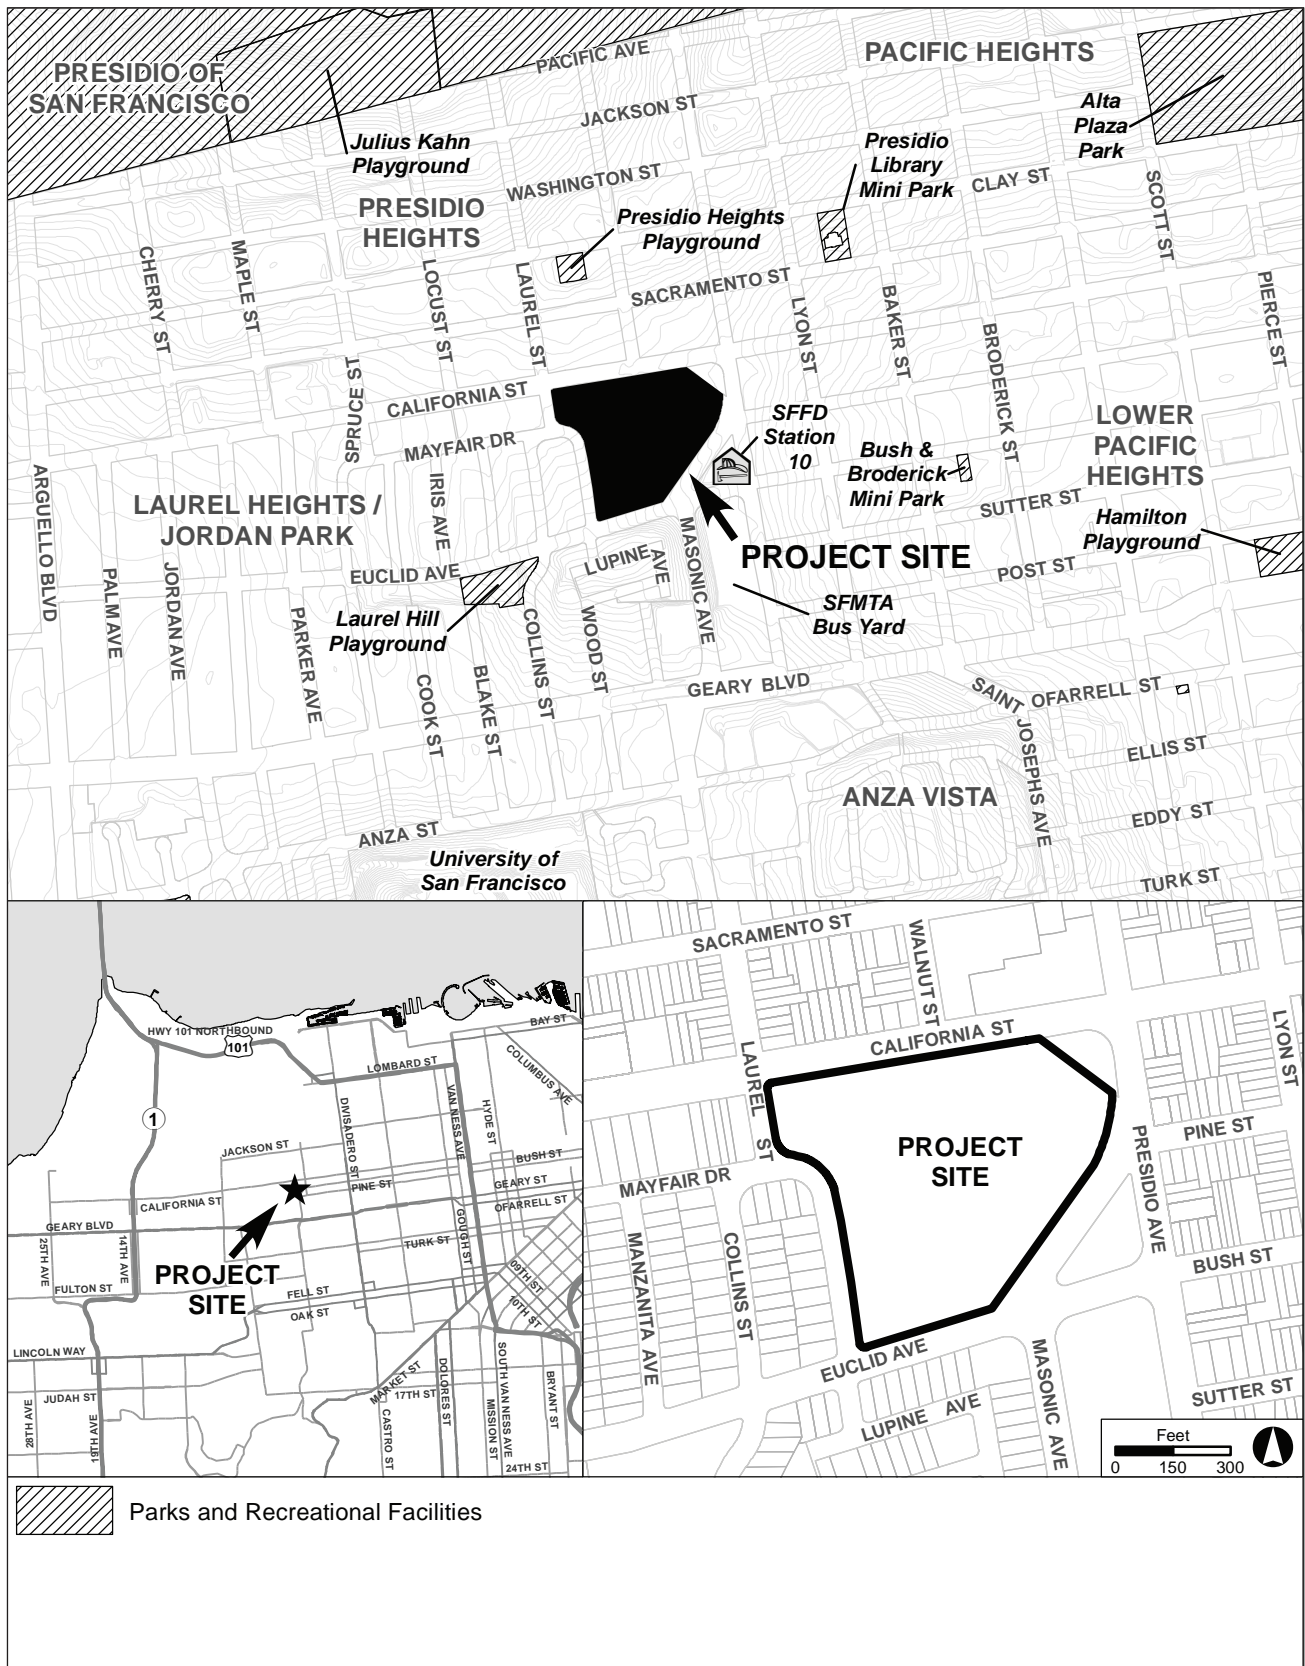 PACIFIC AVE
PACIFIC HEIGHTS
PRESIDIO OF
SAN FRANCISCO
JACKSON ST
Alta
Plaza
Park
Julius Kahn
Playground
Presidio
Library
Mini Park
WASHINGTON ST
CLAY ST
SCOTT ST
PRESIDIO
HEIGHTS
Presidio Heights
Playground
CHERRY ST
MAPLE ST
LOCUST ST
LAUREL ST
SACRAMENTO ST
LYON ST
BAKER ST
BRODERICK ST
PIERCE ST
SPRUCE ST
CALIFORNIA ST
MAYFAIR DR
SFFD
Station
10
LOWER
PACIFIC
HEIGHTS
Bush &
Broderick
Mini Park
ARGUELLO BLVD
LAUREL HEIGHTS /
JORDAN PARK
IRIS AVE
SUTTER ST
Hamilton
Playground
MASONIC AVE
PROJECT SITE
LUPINE
AVE
EUCLID AVE
POST ST
PALM AVE
JORDAN AVE
PARKER AVE
Laurel Hill
Playground
COLLINS ST
WOOD ST
SFMTA
Bus Yard
COOK ST
BLAKE ST
GEARY BLVD
SAINT
JOSEPHS AVE
OFARRELL ST
ELLIS ST
ANZA VISTA
EDDY ST
ANZA ST
University of
San Francisco
TURK ST
HWY 101 NORTHBOUND
101
BAY ST
LOMBARD ST
COLUMBUS AVE
VAN NESS AVE
HYDE ST
DIVISADERO ST
1
JACKSON ST
BUSH ST
PINE ST
GEARY ST
CALIFORNIA ST
OFARRELL ST
GEARY BLVD
GOUGH ST
25TH AVE
14TH AVE
TURK ST
PROJECT
SITE
FULTON ST
FELL ST
OAK ST
09TH ST
10TH ST
LINCOLN WAY
MARKET ST
17TH ST
JUDAH ST
28TH AVE
19TH AVE
CASTRO ST
DOLORES ST
SOUTH VAN NESS AVE
MISSION ST
BRYANT ST
24TH ST
SACRAMENTO ST
WALNUT ST
CALIFORNIA ST
LYON ST
LAUREL ST
PROJECT
SITE
PINE ST
PRESIDIO AVE
MAYFAIR DR
MANZANITA AVE
COLLINS ST
BUSH ST
EUCLID AVE
MASONIC AVE
LUPINE AVE
SUTTER ST
Feet
0 150 300
Parks and Recreational Facilities